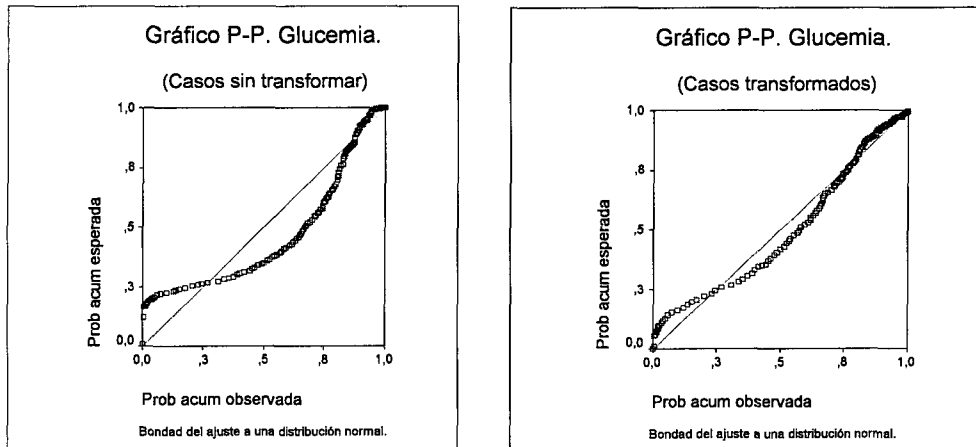 Gráfico P-P. Glucemia.
(Casos sin transformar)
1,0
,8
,5
,3
0,0
Prob acum esperada
0,0
,3
,5
,8
1,0
Prob acum observada
Bondad del ajuste a una distribución normal.
Gráfico P-P. Glucemia.
(Casos transformados)
1,0
,8
,5
,3
0,0
Prob acum esperada
0,0
,3
,5
,8
1,0
Prob acum observada
Bondad del ajuste a una distribución normal.